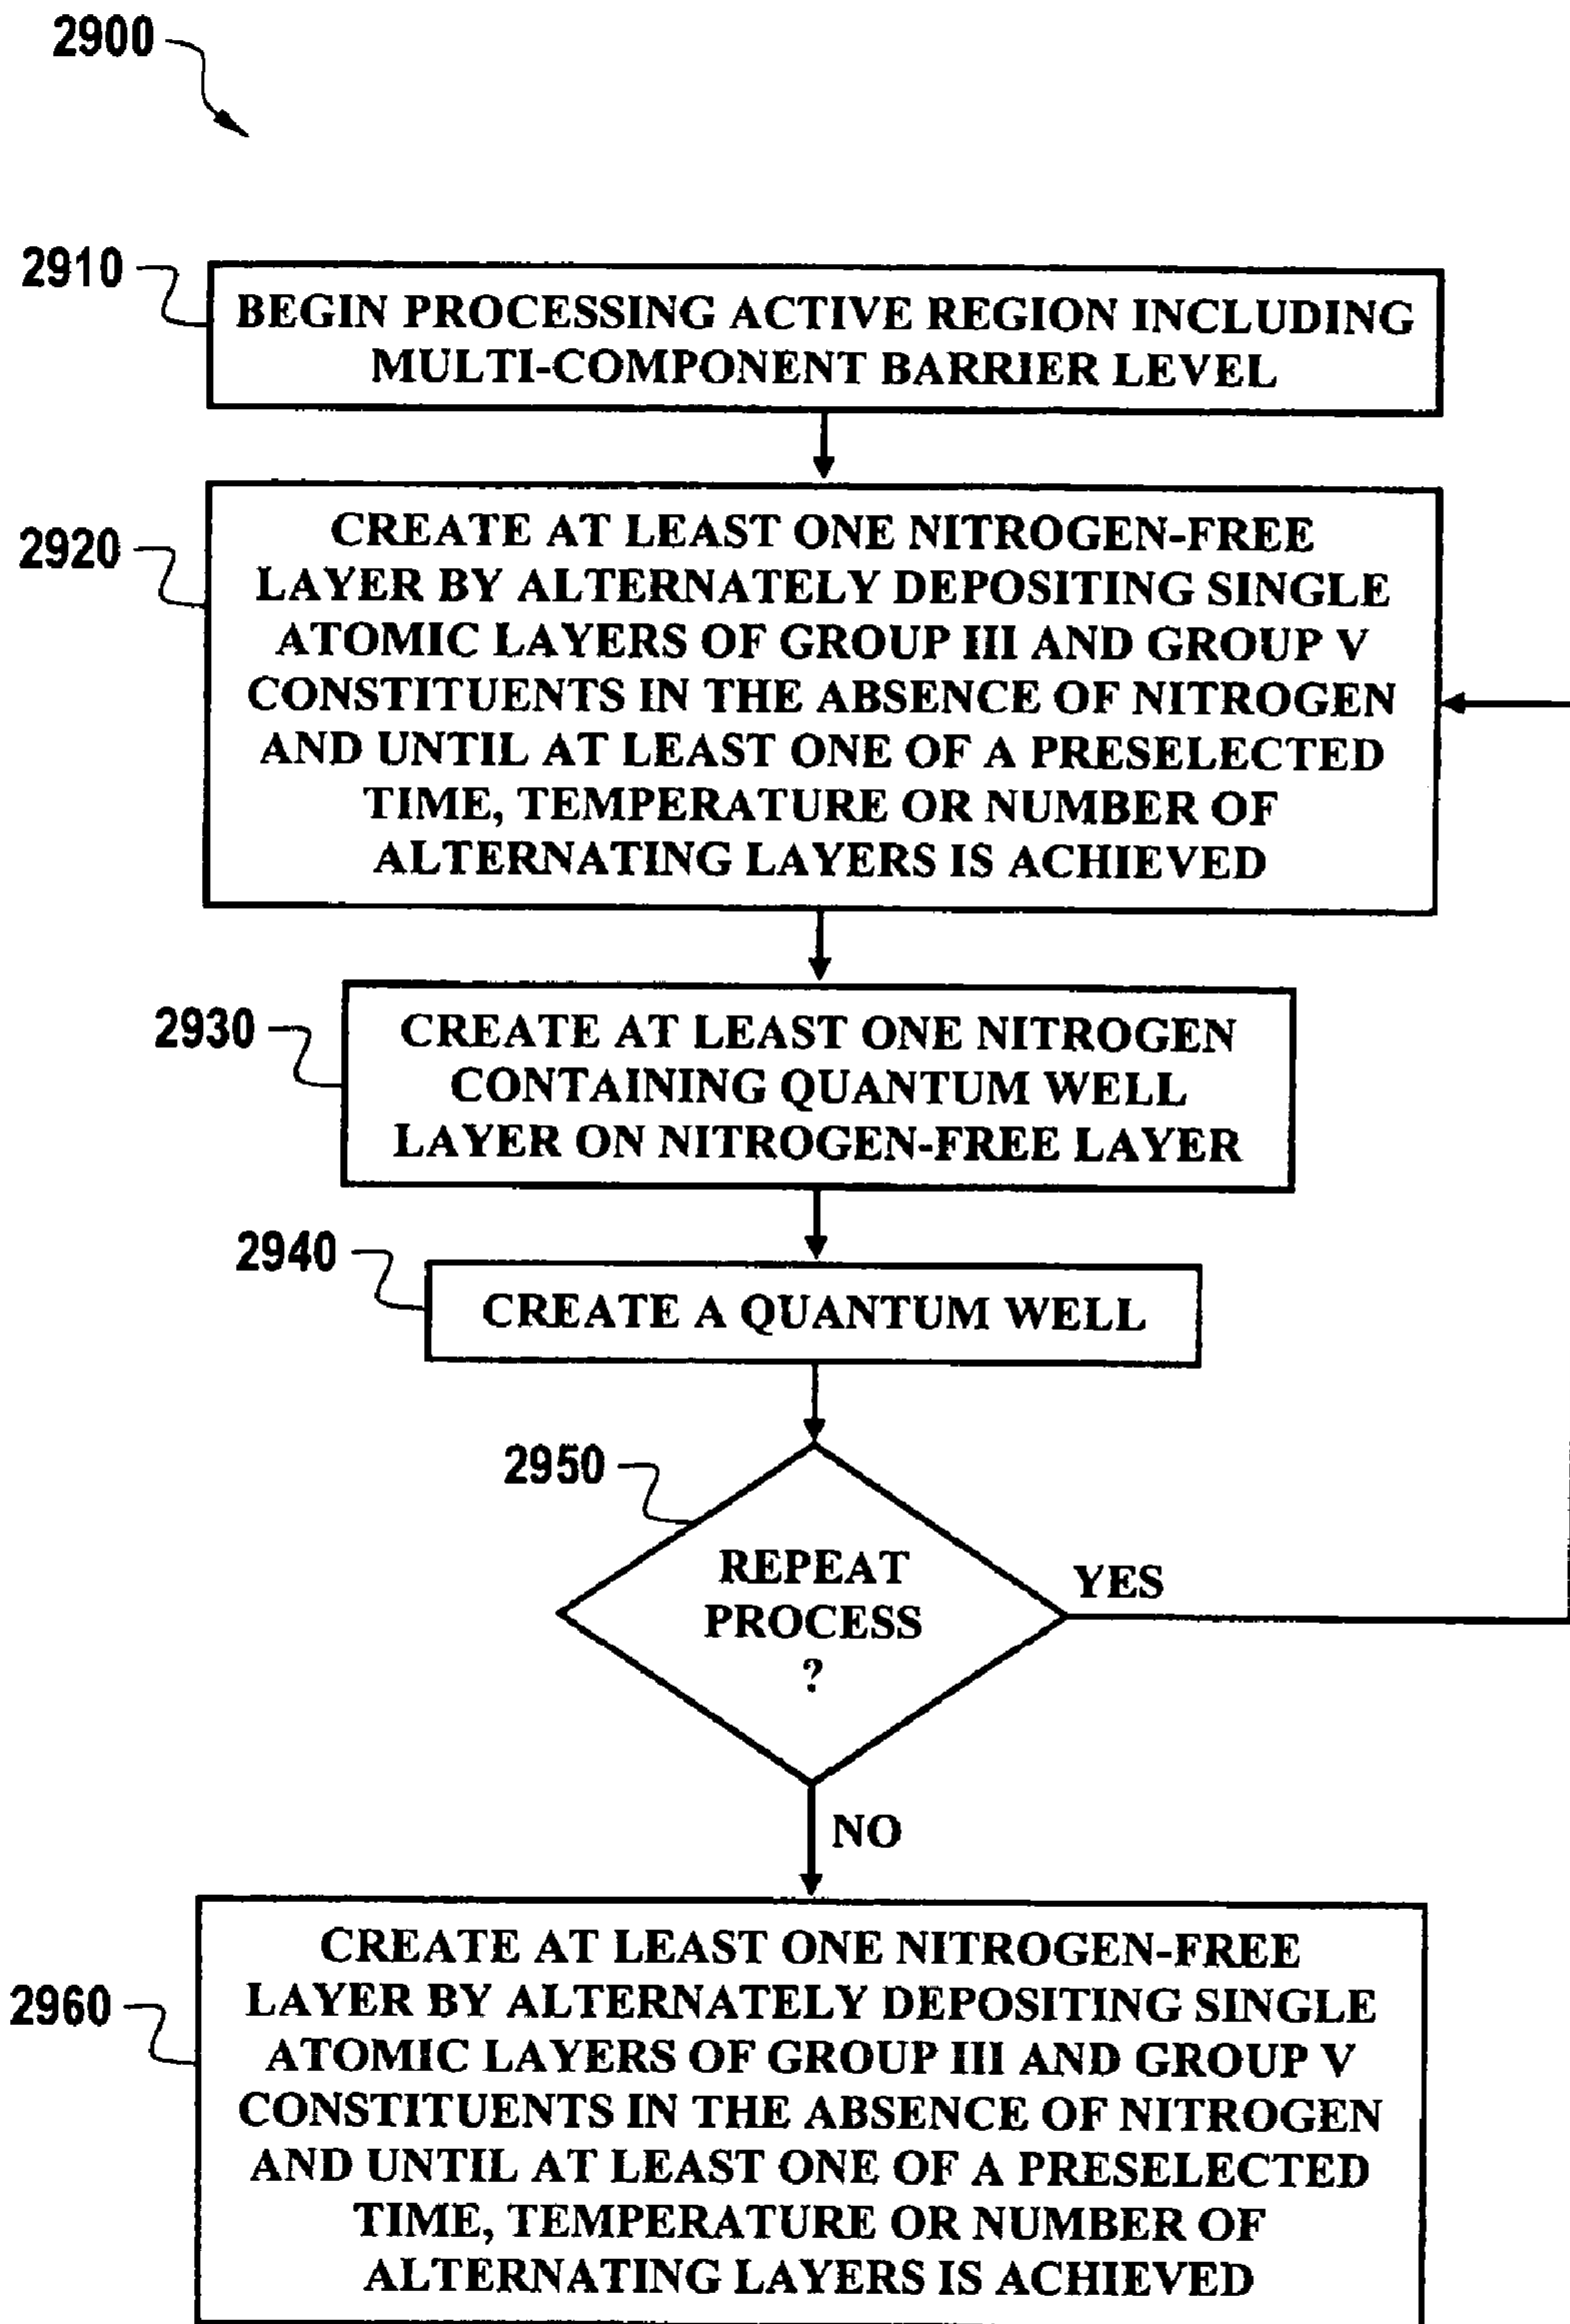 2900
2910
BEGIN PROCESSING ACTIVE REGION INCLUDING
MULTI-COMPONENT BARRIER LEVEL
2920
CREATE AT LEAST ONE NITROGEN-FREE
LAYER BY ALTERNATELY DEPOSITING SINGLE
ATOMIC LAYERS OF GROUP III AND GROUP V
CONSTITUENTS IN THE ABSENCE OF NITROGEN
AND UNTIL AT LEAST ONE OF A PRESELECTED
TIME, TEMPERATURE OR NUMBER OF
ALTERNATING LAYERS IS ACHIEVED
2930
CREATE AT LEAST ONE NITROGEN
CONTAINING QUANTUM WELL
LAYER ON NITROGEN-FREE LAYER
2940
CREATE A QUANTUM WELL
2950
REPEAT
PROCESS
?
YES
NO
2960
CREATE AT LEAST ONE NITROGEN-FREE
LAYER BY ALTERNATELY DEPOSITING SINGLE
ATOMIC LAYERS OF GROUP III AND GROUP V
CONSTITUENTS IN THE ABSENCE OF NITROGEN
AND UNTIL AT LEAST ONE OF A PRESELECTED
TIME, TEMPERATURE OR NUMBER OF
ALTERNATING LAYERS IS ACHIEVED